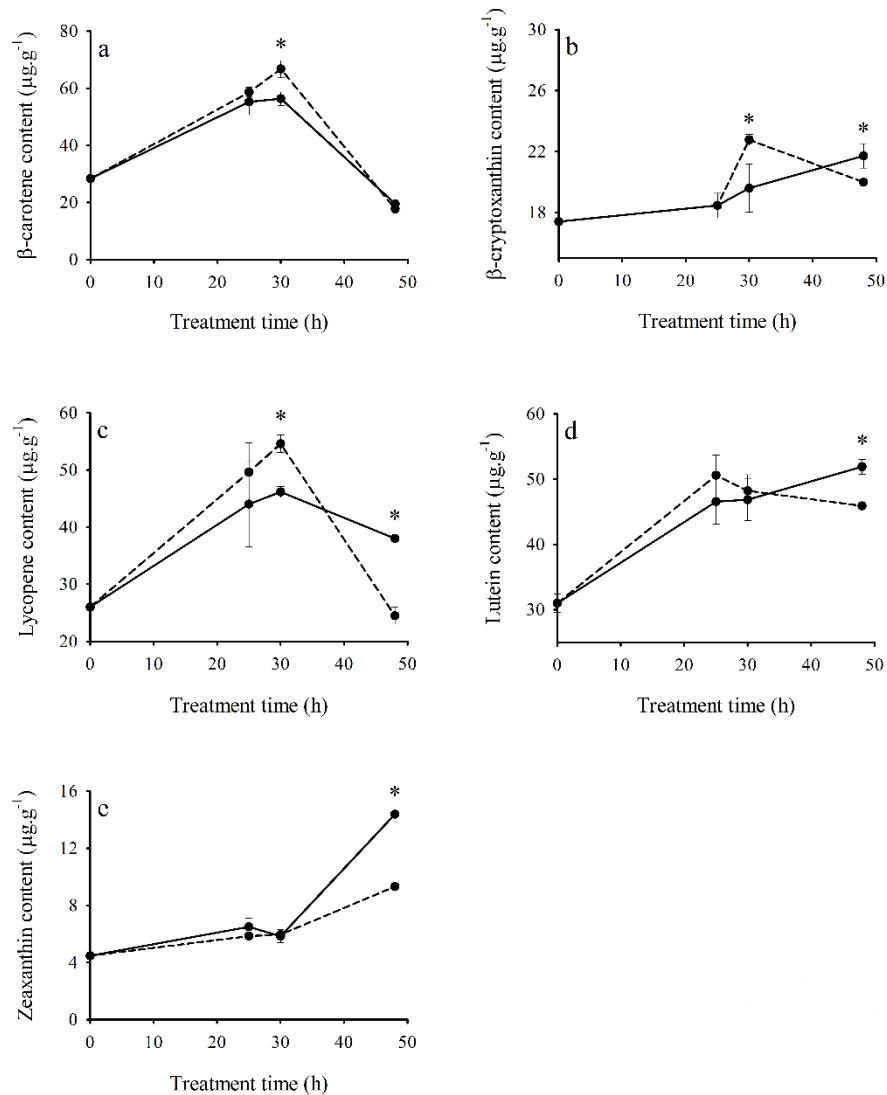 a
*
β-carotene content (µg.g-1)
80
60
40
20
0
0 10 20 30 40 50
Treatment time (h)
b
* *
β-cryptoxanthin content (µg.g-1)
30
26
22
18
0 10 20 30 40 50
Treatment time (h)
c
*
*
Lycopene content (µg.g-1)
60
50
40
30
20
0 10 20 30 40 50
Treatment time (h)
d
*
Lutein content (µg.g-1)
60
50
40
30
0 10 20 30 40 50
Treatment time (h)
e
*
Zeaxanthin content (µg.g-1)
16
12
8
4
0
0 10 20 30 40 50
Treatment time (h)